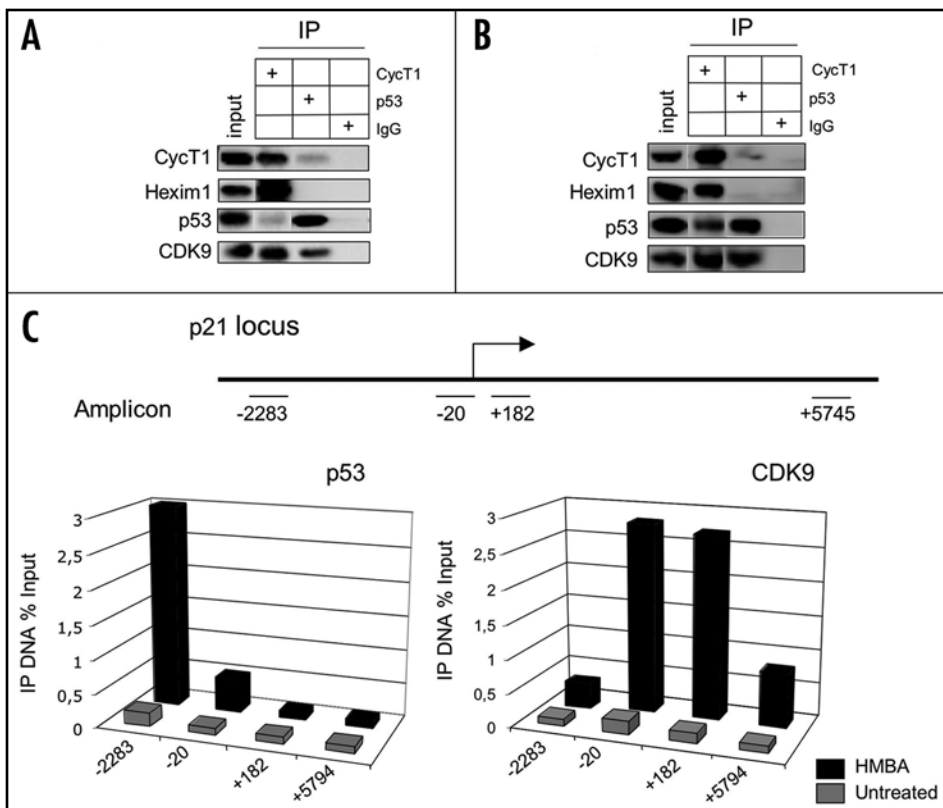 A
IP
+ CycT1
+ p53
+ IgG
input
CycT1
Hexim1
p53
CDK9
B
IP
+ CycT1
+ p53
+ IgG
input
CycT1
Hexim1
p53
CDK9
C
p21 locus
Amplicon
-2283 -20 +182 +5745
p53
IP DNA % Input
3
2,5
2
1,5
1
0,5
0
-2283 -20 +182 +5794
CDK9
IP DNA % Input
3
2,5
2
1,5
1
0,5
0
-2283 -20 +182 +5794
HMBA
Untreated